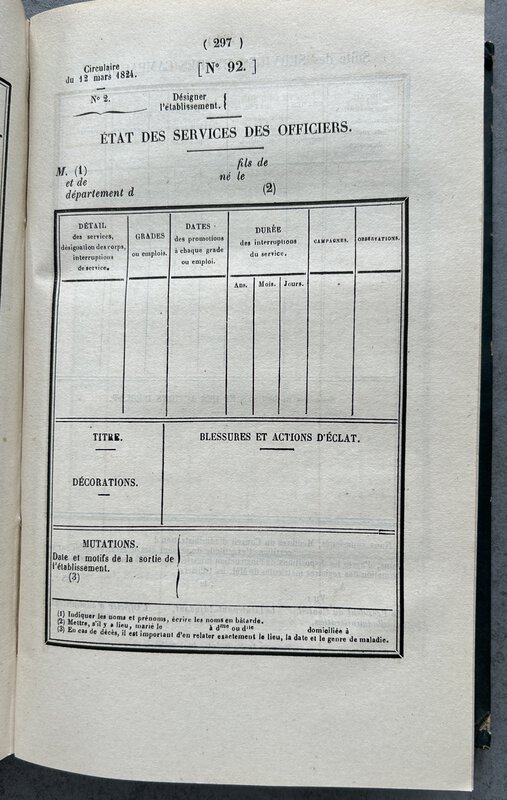 ( 297 )
Circulaire
du 12 mars 1824.
[ N° 92. ]
N° 2.
Désigner
l'établissement. {
ÉTAT DES SERVICES DES OFFICIERS.
M. (1) fils de
et de né le
département d (2)
DÉTAIL
des services,
désignation des corps,
interruptions
de service.
GRADES
ou emplois.
DATES
des promotions
à chaque grade
ou emploi.
DURÉE
des interruptions
du service.
Ans. Mois. Jours.
CAMPAGNES.
OBSERVATIONS.
TITRE.
DÉCORATIONS.
BLESSURES ET ACTIONS D'ÉCLAT.
MUTATIONS.
Date et motifs de la sortie de
l'établissement.
(3)
(1) Indiquer les noms et prénoms, écrire les noms en bâtarde.
(2) Mettre, s'il y a lieu, marié le à dme ou dlle domiciliée à
(3) En cas de décès, il est important d'en relater exactement le lieu, la date et le genre de maladie.